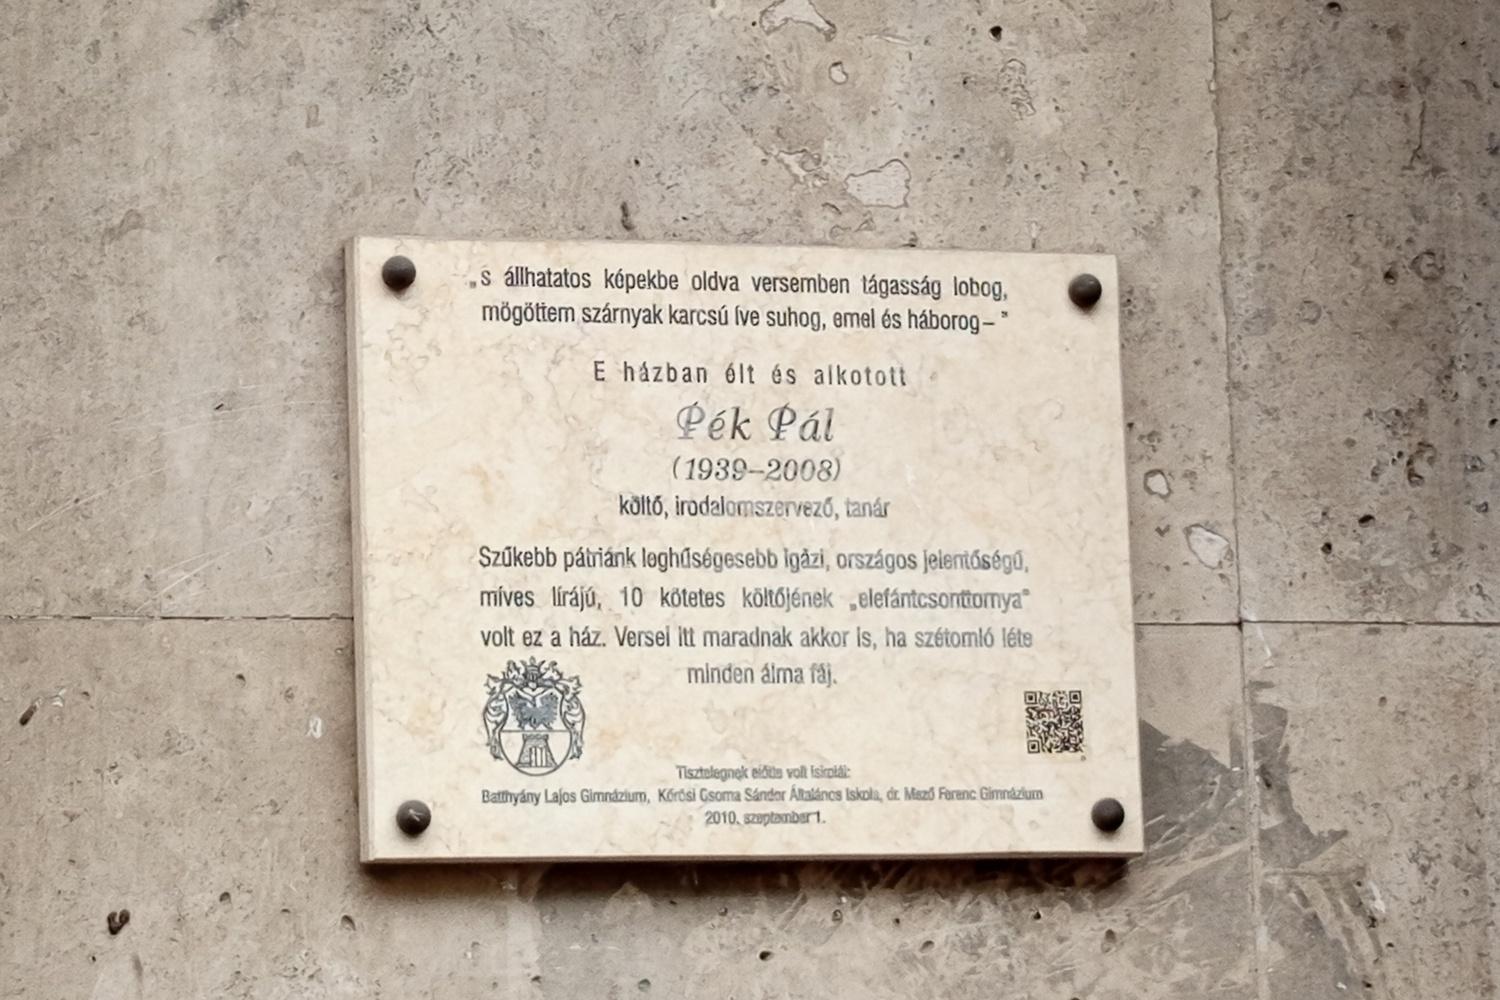 „s állhatatos képekbe oldva versemben tágasság lobog,
mögöttem szárnyak karcsú íve suhog, emel és háborog– ”
E házban élt és alkotott
Pék Pál
(1939–2008)
költő, irodalomszervező, tanár
Szűkebb pátriánk leghűségesebb igázi, országos jelentőségű,
míves lírájú, 10 kötetes költőjének „elefántcsonttornya”
volt ez a ház. Versei itt maradnak akkor is, ha szétomló léte
minden álma fáj.
Tisztelegnek előtte volt iskolái:
Batthyány Lajos Gimnázium, Kőrösi Csoma Sándor Általános Iskola, dr. Mező Ferenc Gimnázium
2010. szeptember 1.